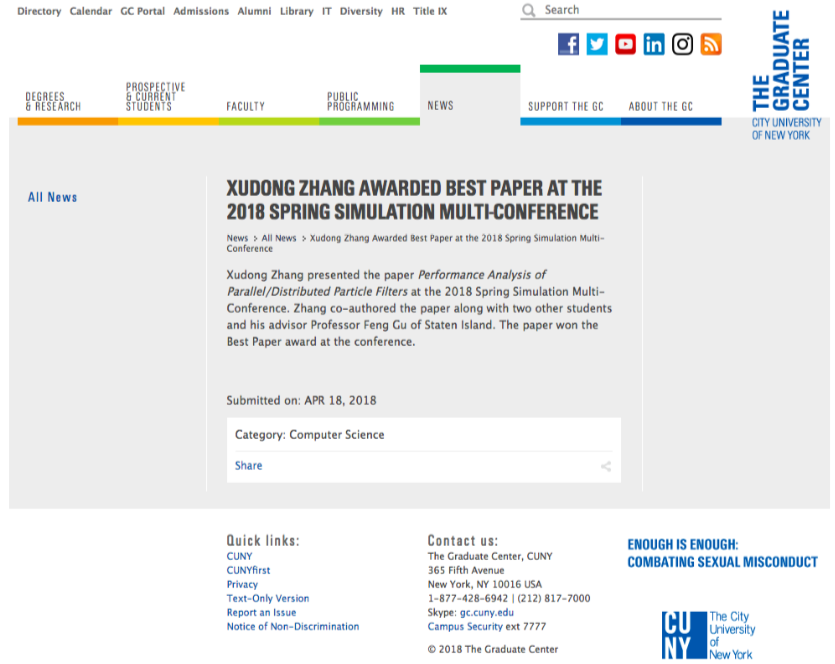 Directory Calendar GC Portal Admissions Alumni Library IT Diversity HR Title IX
Search
THE
GRADUATE
CENTER
CITY UNIVERSITY
OF NEW YORK
DEGREES
& RESEARCH
PROSPECTIVE
& CURRENT
STUDENTS
FACULTY
PUBLIC
PROGRAMMING
NEWS
SUPPORT THE GC
ABOUT THE GC
All News
XUDONG ZHANG AWARDED BEST PAPER AT THE
2018 SPRING SIMULATION MULTI-CONFERENCE
News > All News > Xudong Zhang Awarded Best Paper at the 2018 Spring Simulation Multi-
Conference
Xudong Zhang presented the paper Performance Analysis of
Parallel/Distributed Particle Filters at the 2018 Spring Simulation Multi-
Conference. Zhang co-authored the paper along with two other students
and his advisor Professor Feng Gu of Staten Island. The paper won the
Best Paper award at the conference.
Submitted on: APR 18, 2018
Category: Computer Science
Share
Quick links:
CUNY
CUNYfirst
Privacy
Text-Only Version
Report an Issue
Notice of Non-Discrimination
Contact us:
The Graduate Center, CUNY
365 Fifth Avenue
New York, NY 10016 USA
1-877-428-6942 | (212) 817-7000
Skype: gc.cuny.edu
Campus Security ext 7777
© 2018 The Graduate Center
ENOUGH IS ENOUGH:
COMBATING SEXUAL MISCONDUCT
CU
NY
The City
University
of
New York